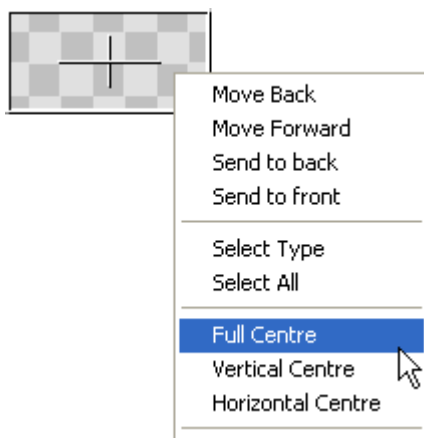 Move Back
Move Forward
Send to back
Send to front
Select Type
Select All
Full Centre
Vertical Centre
Horizontal Centre